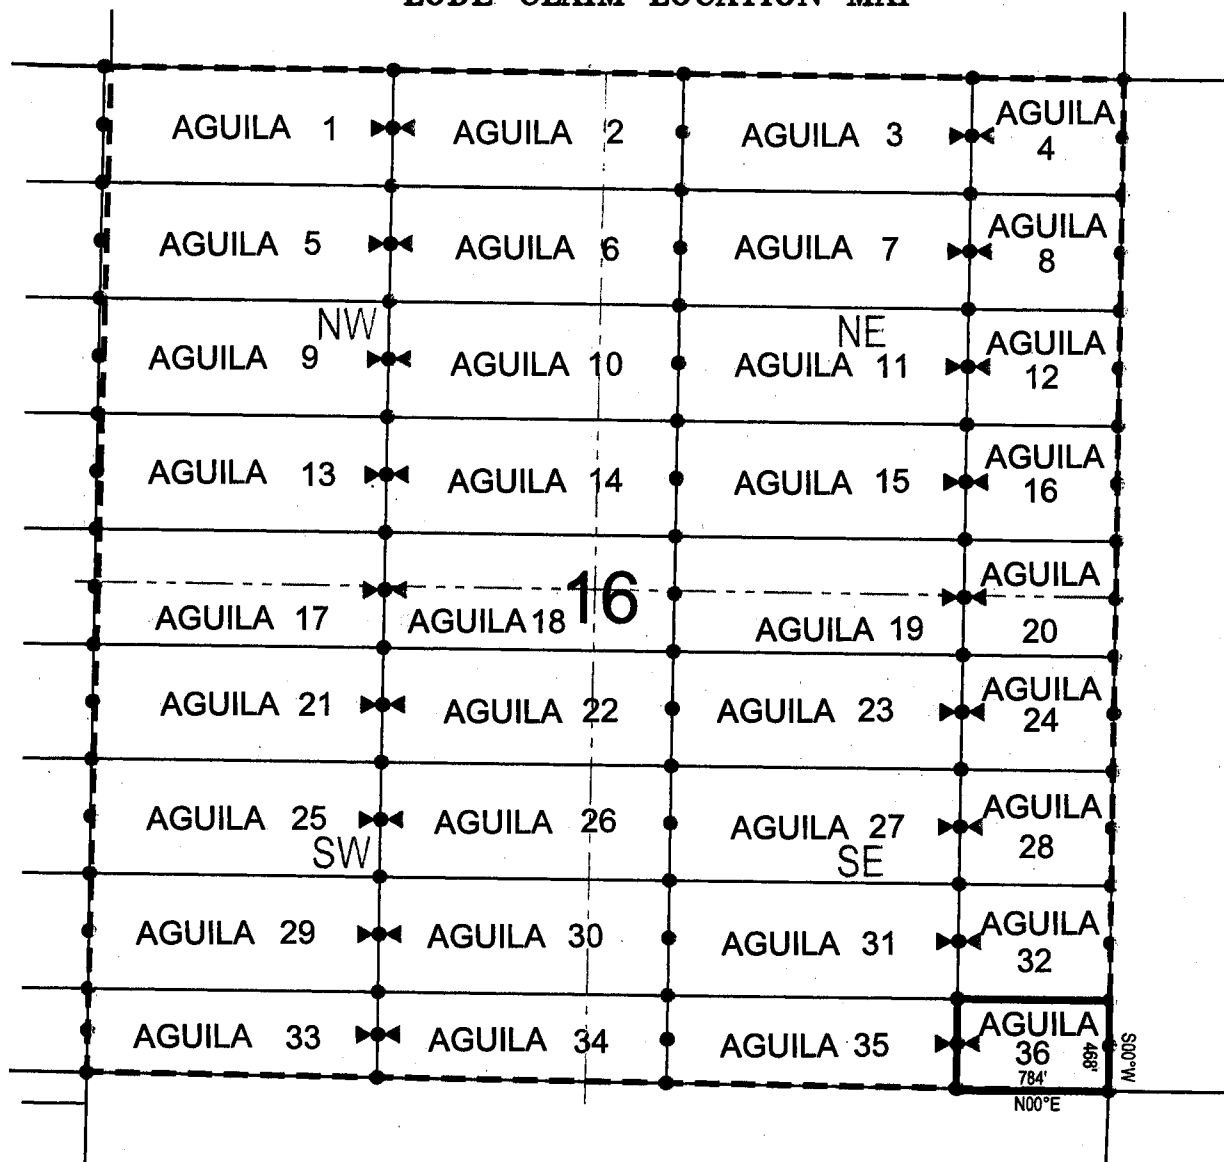 LODE CLAIM LOCATION MAP
AGUILA 1
AGUILA 2
AGUILA 3
AGUILA
4
AGUILA 5
AGUILA 6
AGUILA 7
AGUILA
8
NW
NE
AGUILA 9
AGUILA 10
AGUILA 11
AGUILA
12
AGUILA 13
AGUILA 14
AGUILA 15
AGUILA
16
16
AGUILA 17
AGUILA 18
AGUILA 19
AGUILA
20
AGUILA 21
AGUILA 22
AGUILA 23
AGUILA
24
AGUILA 25
AGUILA 26
AGUILA 27
AGUILA
28
SW
SE
AGUILA 29
AGUILA 30
AGUILA 31
AGUILA
32
AGUILA 33
AGUILA 34
AGUILA 35
AGUILA
36
784'
468'
S00°W
N00°E